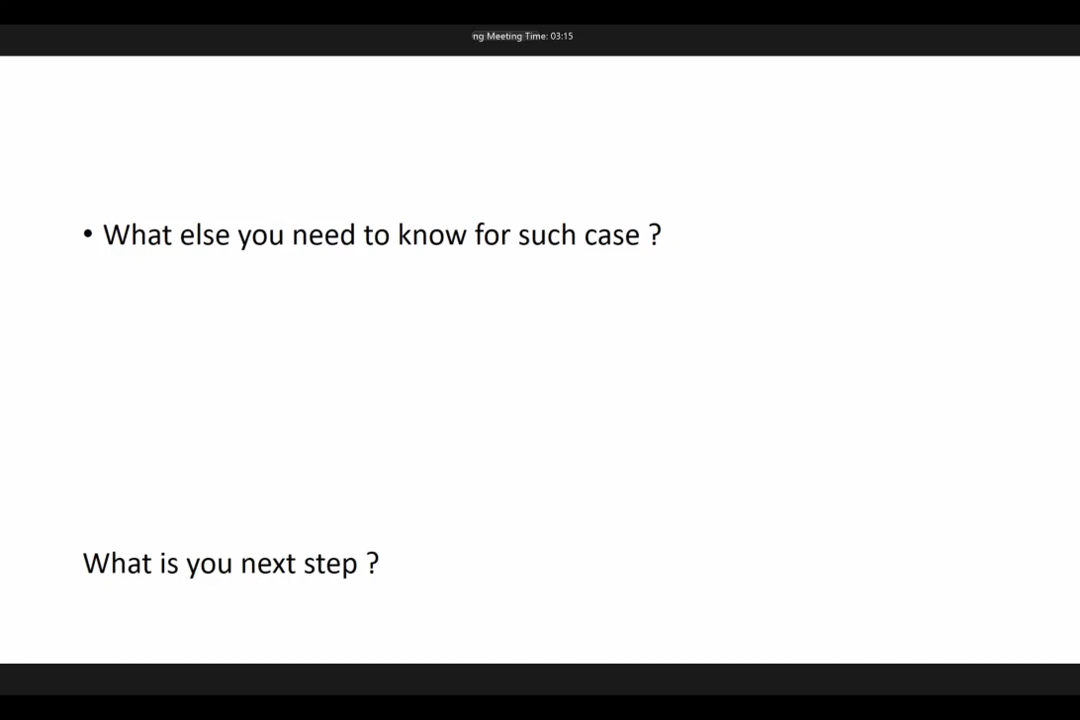 ng Meeting Time: 03:15
• What else you need to know for such case ?
What is you next step ?